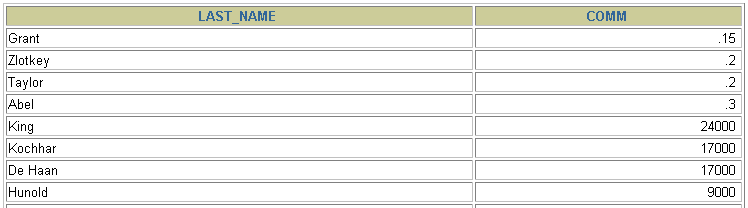 LAST_NAME COMM
Grant .15
Zlotkey .2
Taylor .2
Abel .3
King 24000
Kochhar 17000
De Haan 17000
Hunold 9000